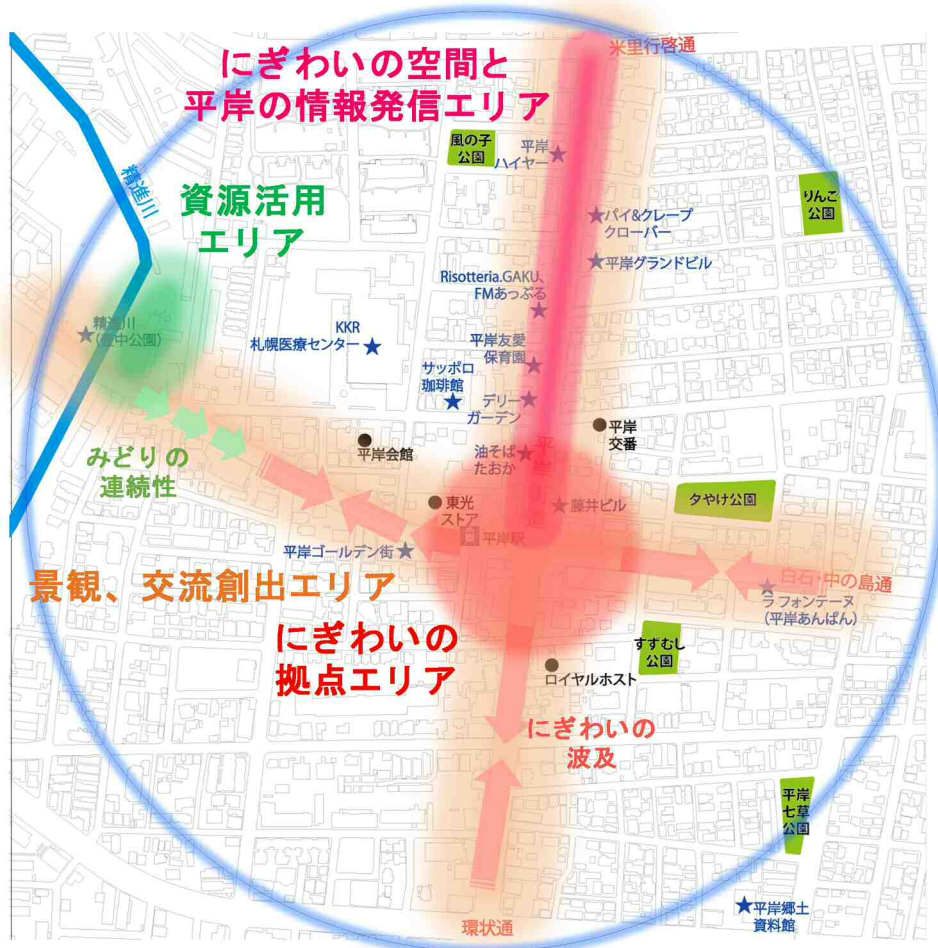 米里行啓通
にぎわいの空間と
平岸の情報発信エリア
風の子
公園
平岸
ハイヤー
精進川
資源活用
エリア
りんご
公園
パイ&クレープ
クローバー
平岸グランドビル
Risotteria.GAKU、
FMあっぷる
精進川
(豊中公園)
KKR
札幌医療センター
平岸友愛
保育園
サッポロ
珈琲館
デリー
ガーデン
平岸
交番
みどりの
連続性
平岸会館
油そば
たおか
東光
ストア
藤井ビル
夕やけ公園
平岸駅
平岸ゴールデン街
景観、交流創出エリア
白石・中の島通
ラ フォンテーヌ
(平岸あんぱん)
にぎわいの
拠点エリア
すずむし
公園
ロイヤルホスト
にぎわいの
波及
平岸
七草
公園
平岸郷土
資料館
環状通